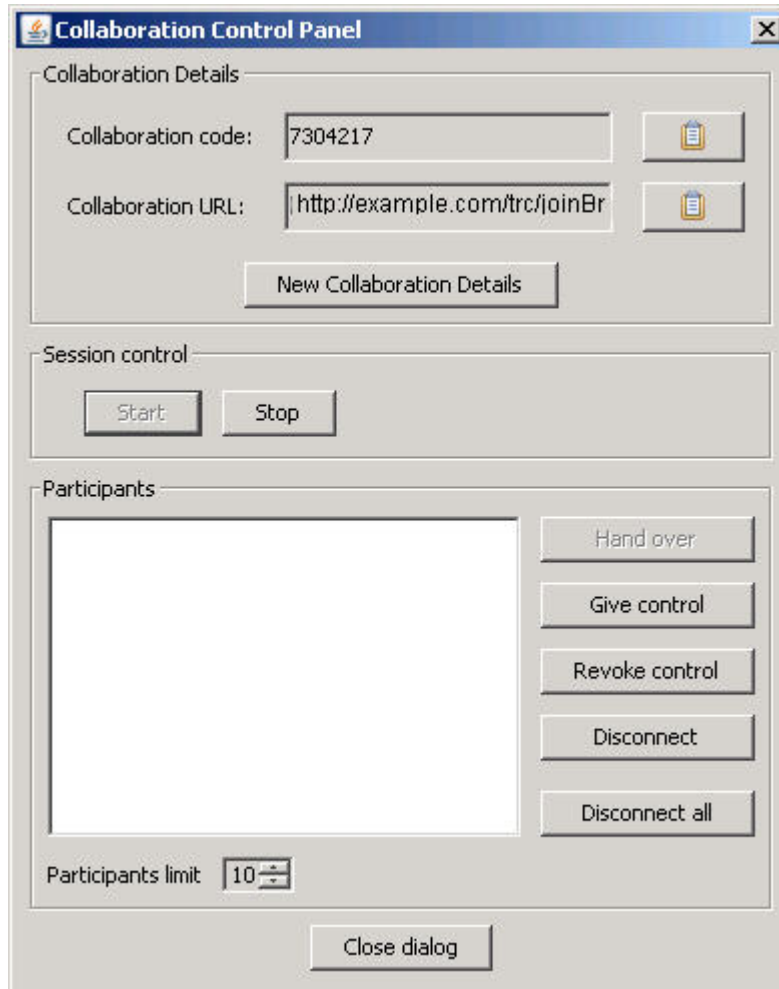 Collaboration Control Panel
Collaboration Details
Collaboration code: 7304217
Collaboration URL: http://example.com/trc/joinBr
New Collaboration Details
Session control
Start Stop
Participants
Hand over
Give control
Revoke control
Disconnect
Disconnect all
Participants limit 10
Close dialog